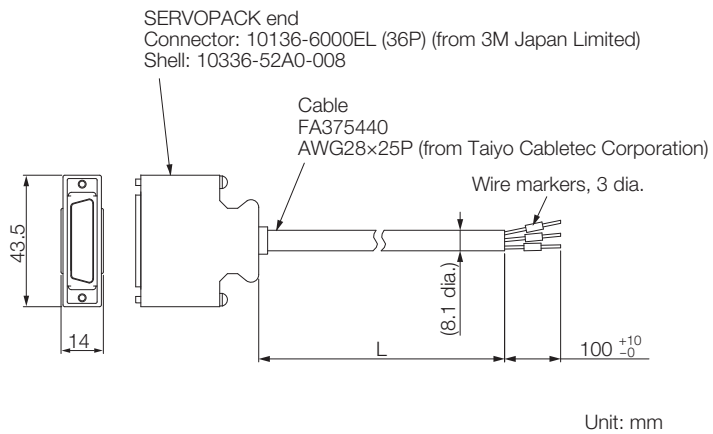 SERVOPACK end
Connector: 10136-6000EL (36P) (from 3M Japan Limited)
Shell: 10336-52A0-008
Cable
FA375440
AWG28×25P (from Taiyo Cabletec Corporation)
Wire markers, 3 dia.
43.5
14
(8.1 dia.)
L
100 +10 −0
Unit: mm